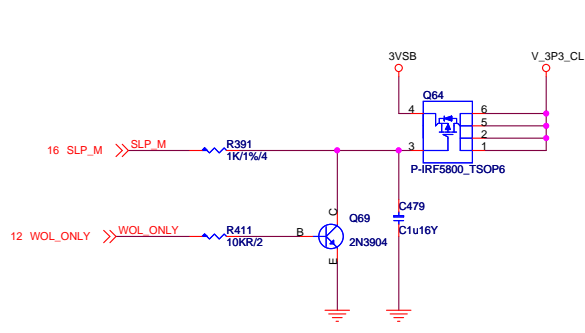 3VSB
V_3P3_CL
Q64
4
6
5
2
3
1
P-IRF5800_TSOP6
16 SLP_M
SLP_M
R391
1K/1%/4
C
Q69
2N3904
C479
C1u16Y
12 WOL_ONLY
WOL_ONLY
R411
10KR/2
B
E